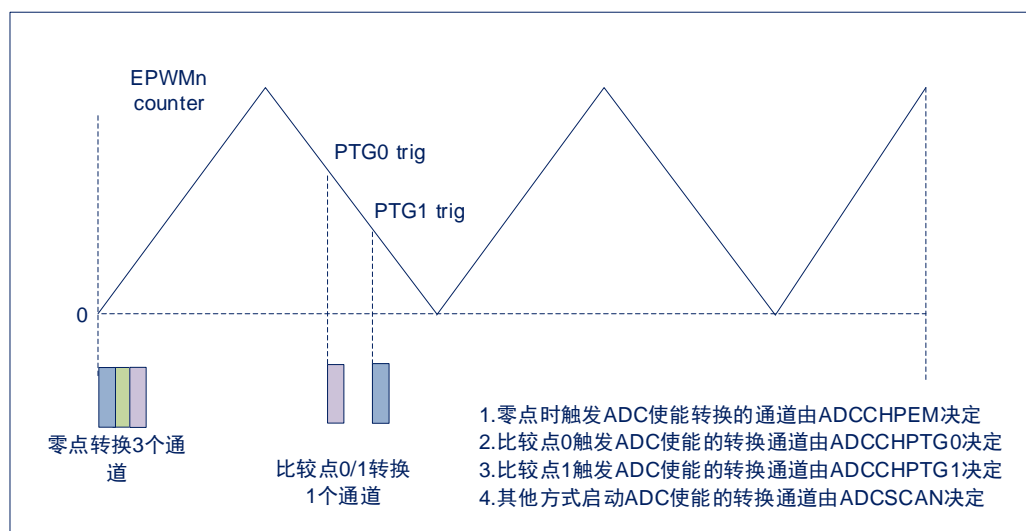 EPWMn
counter
PTG0 trig
PTG1 trig
0
零点转换3个通
道
比较点0/1转换
1个通道
1.零点时触发ADC使能转换的通道由ADCCHPEM决定
2.比较点0触发ADC使能的转换通道由ADCCHPTG0决定
3.比较点1触发ADC使能的转换通道由ADCCHPTG1决定
4.其他方式启动ADC使能的转换通道由ADCSCAN决定